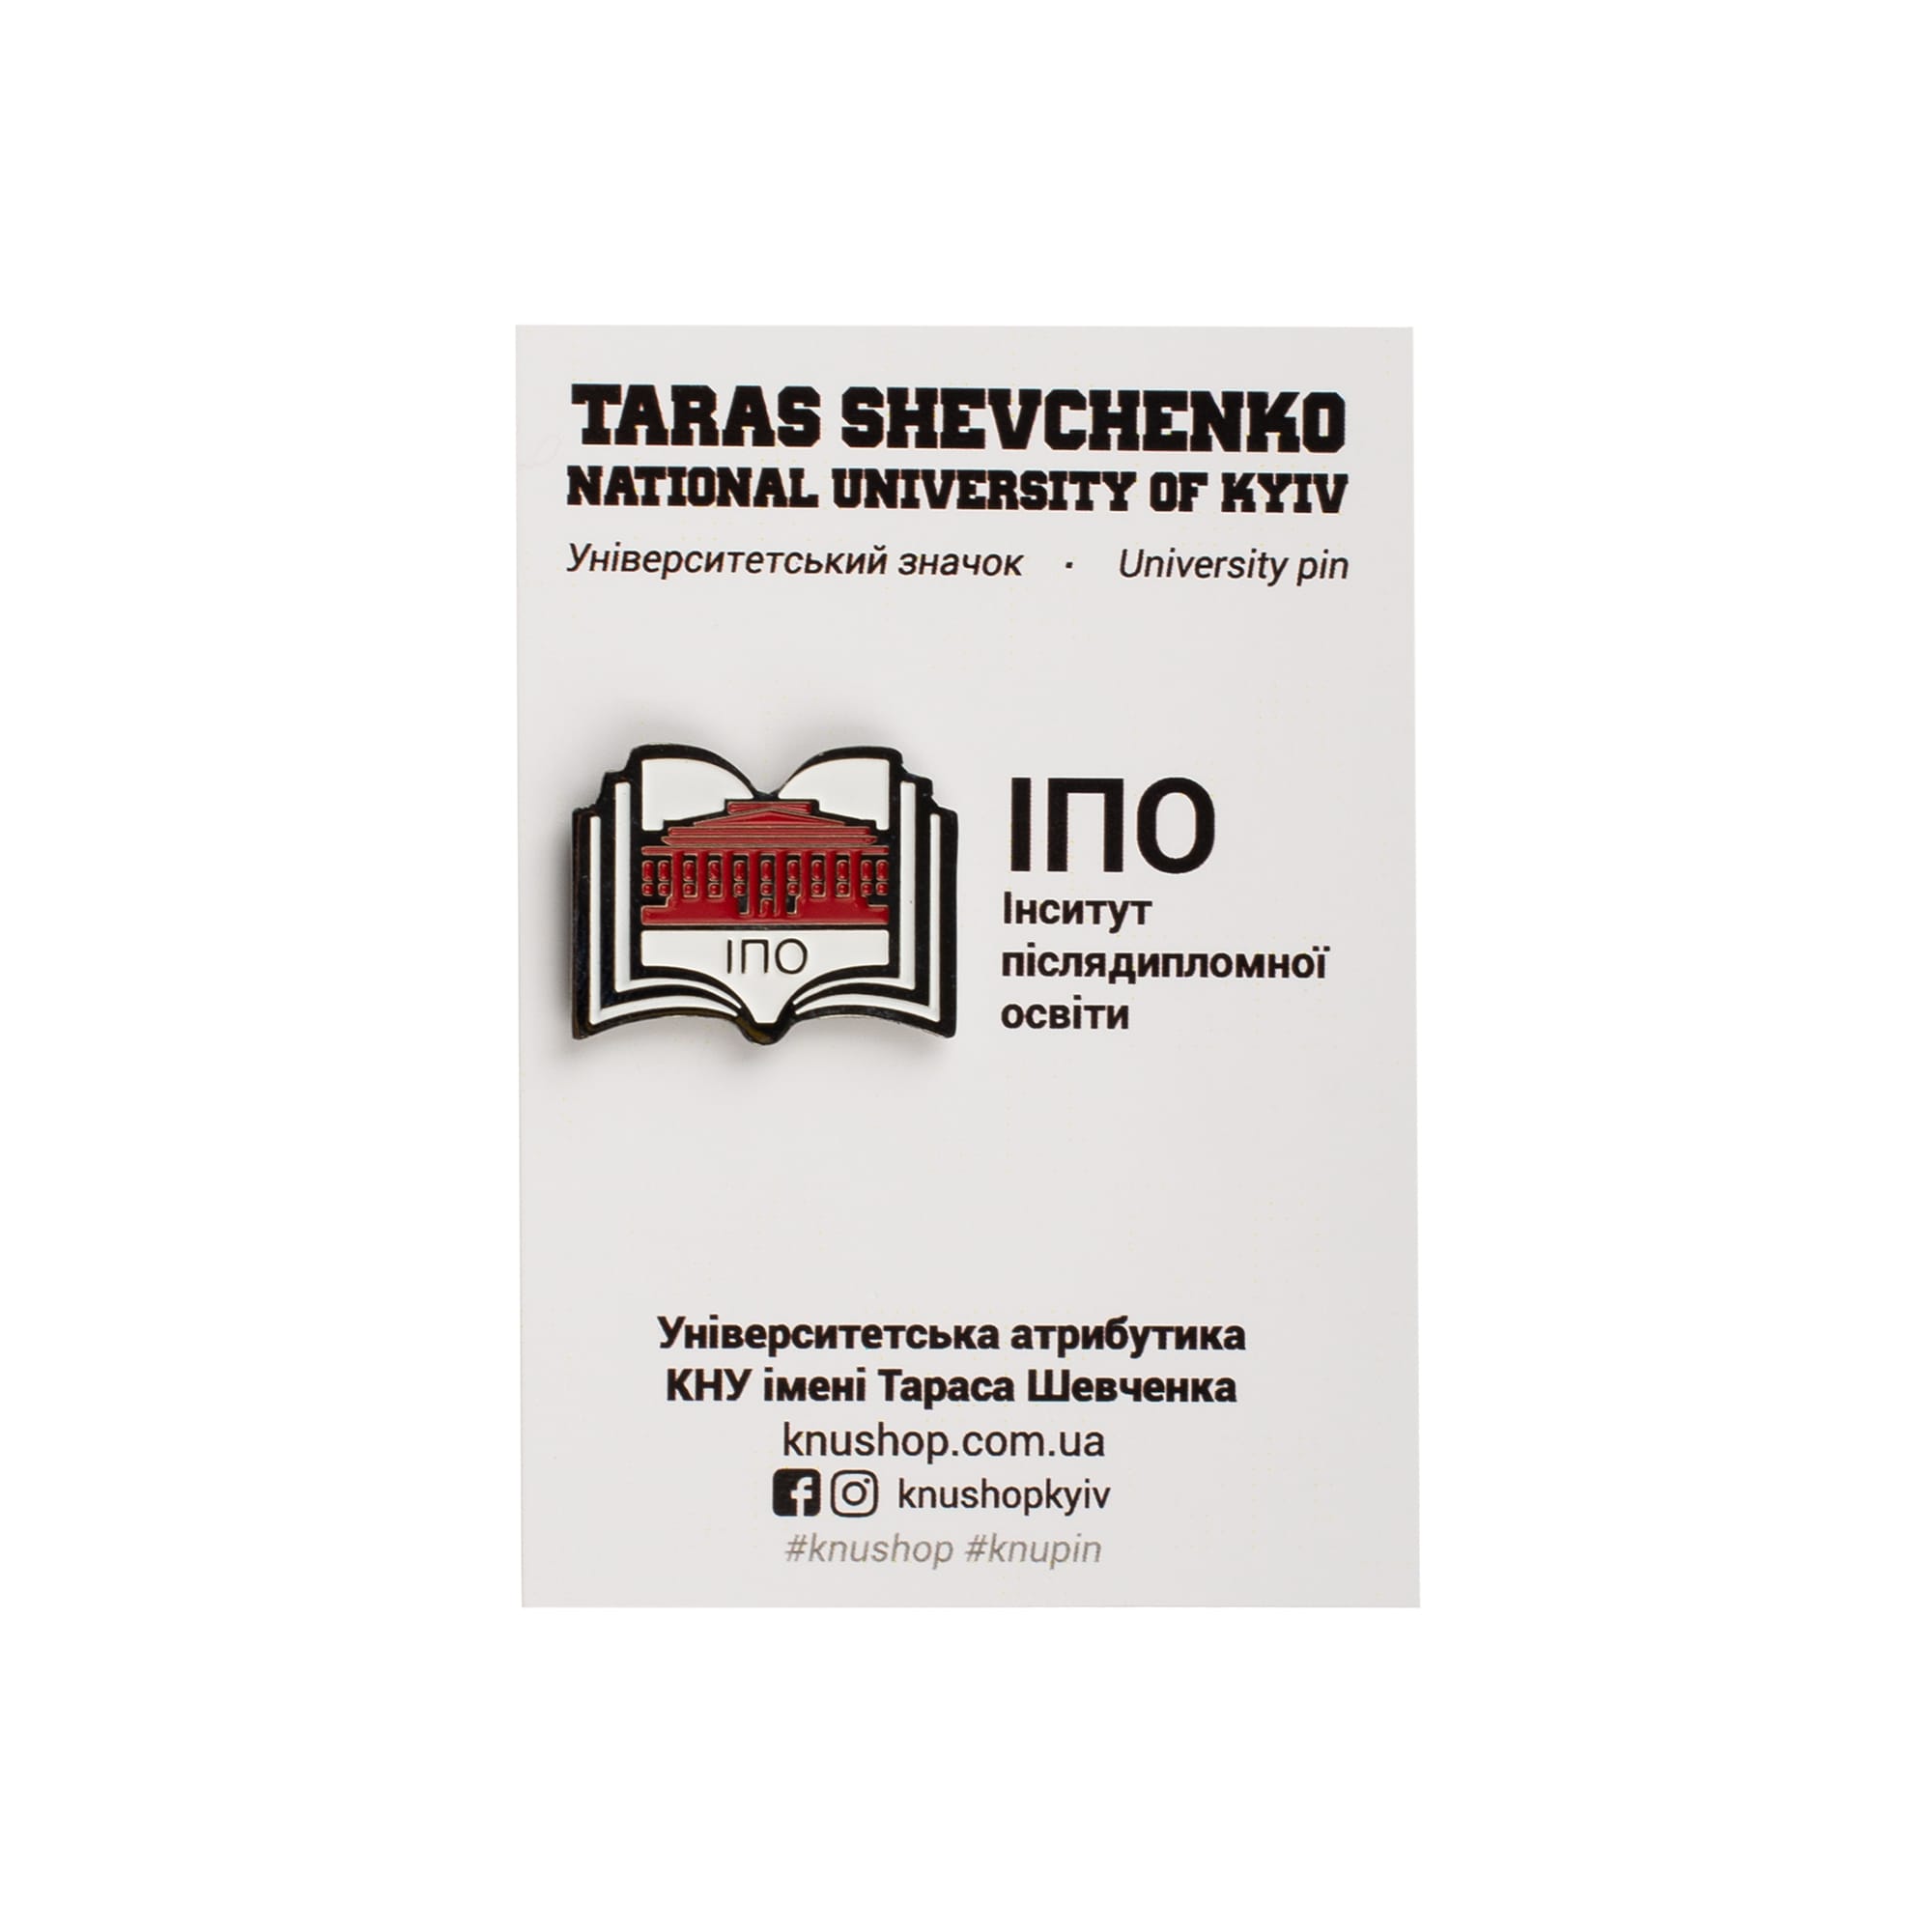 TARAS SHEVCHENKO
NATIONAL UNIVERSITY OF KYIV
Університетський значок · University pin
ІПО
ІПО
Інситут
післядипломної
освіти
Університетська атрибутика
КНУ імені Тараса Шевченка
knushop.com.ua
knushopkyiv
#knushop #knupin